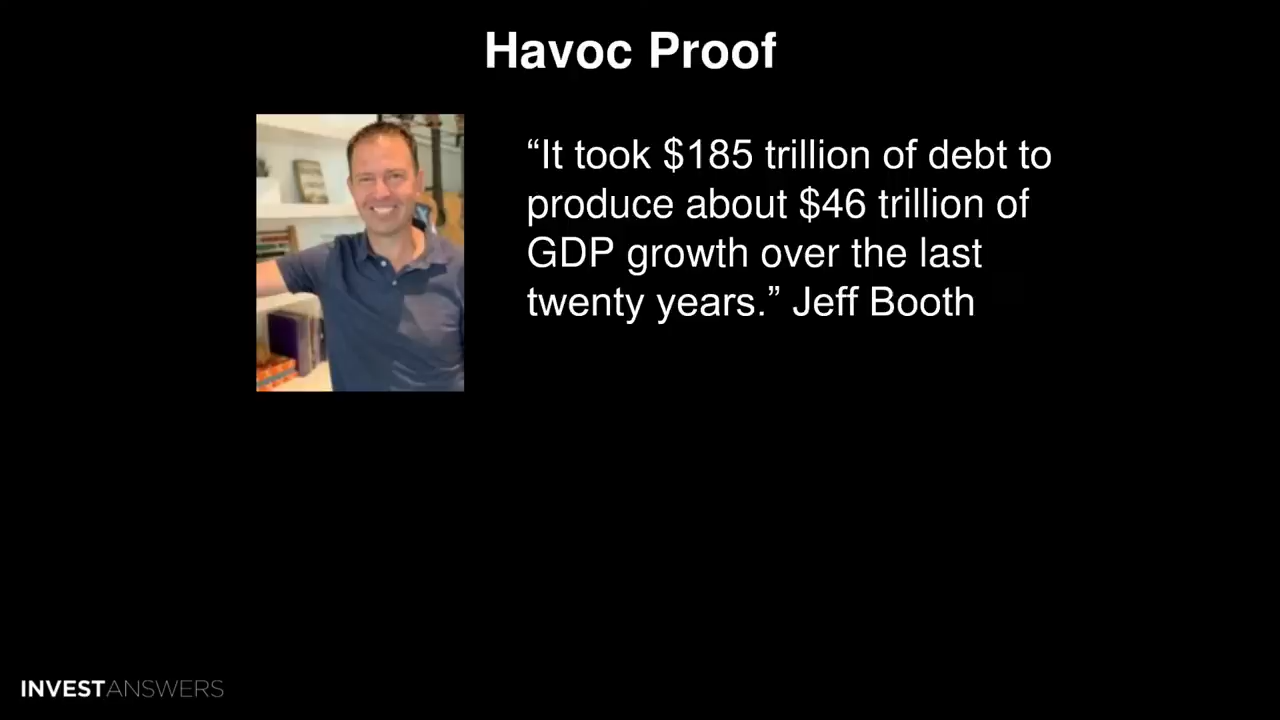 Havoc Proof
“It took $185 trillion of debt to
produce about $46 trillion of
GDP growth over the last
twenty years.” Jeff Booth
INVESTANSWERS